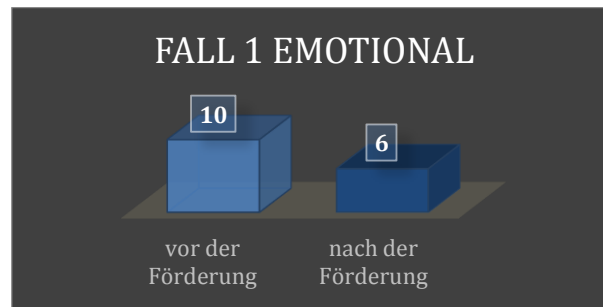 FALL 1 EMOTIONAL
10
6
vor der
Förderung
nach der
Förderung